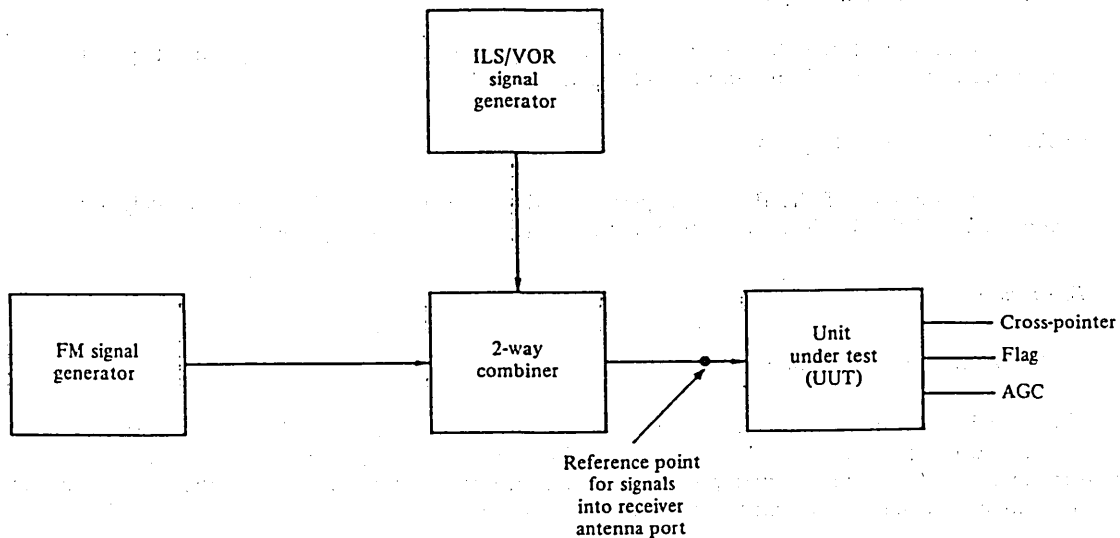 ILS/VOR
signal
generator
FM signal
generator
2-way
combiner
Unit
under test
(UUT)
Cross-pointer
Flag
AGC
Reference point
for signals
into receiver
antenna port